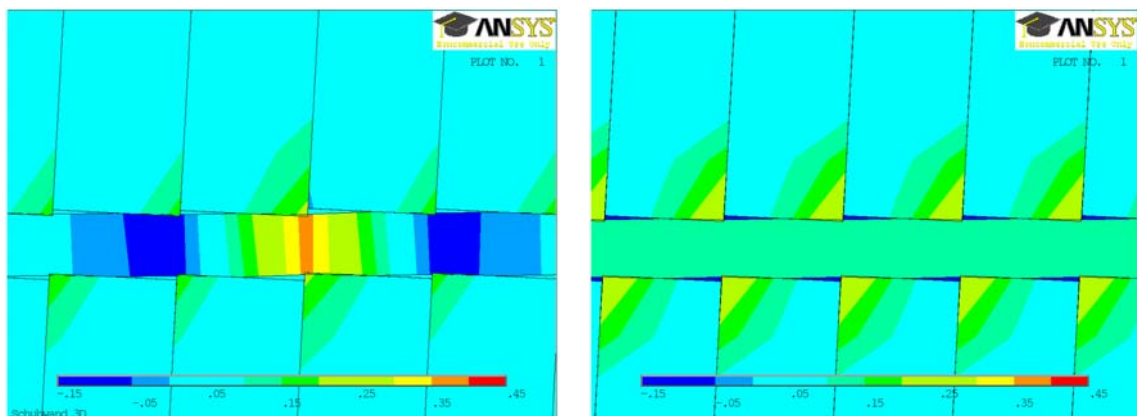 ANSYS
Noncommercial Use Only
PLOT NO. 1
-.15 -.05 .05 .15 .25 .35 .45
Schubwand 3D
ANSYS
Noncommercial Use Only
PLOT NO. 1
-.15 -.05 .05 .15 .25 .35 .45